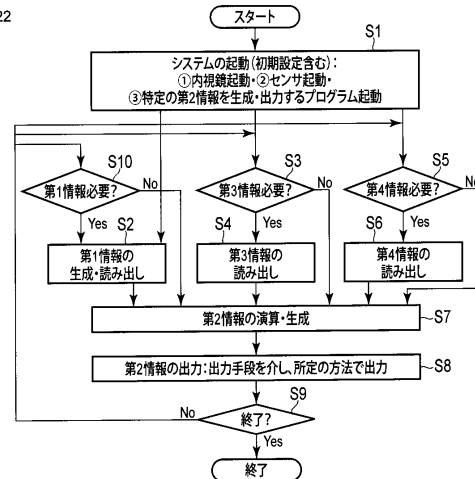 22
スタート
S1
システムの起動(初期設定含む):
①内視鏡起動・②センサ起動・
③特定の第2情報を生成・出力するプログラム起動
S10
第1情報必要?
No
Yes
S3
第3情報必要?
No
Yes
S5
第4情報必要?
No
Yes
S2
第1情報の
生成・読み出し
S4
第3情報の
読み出し
S6
第4情報の
読み出し
第2情報の演算・生成
S7
第2情報の出力:出力手段を介し、所定の方法で出力
S8
S9
終了?
No
Yes
終了